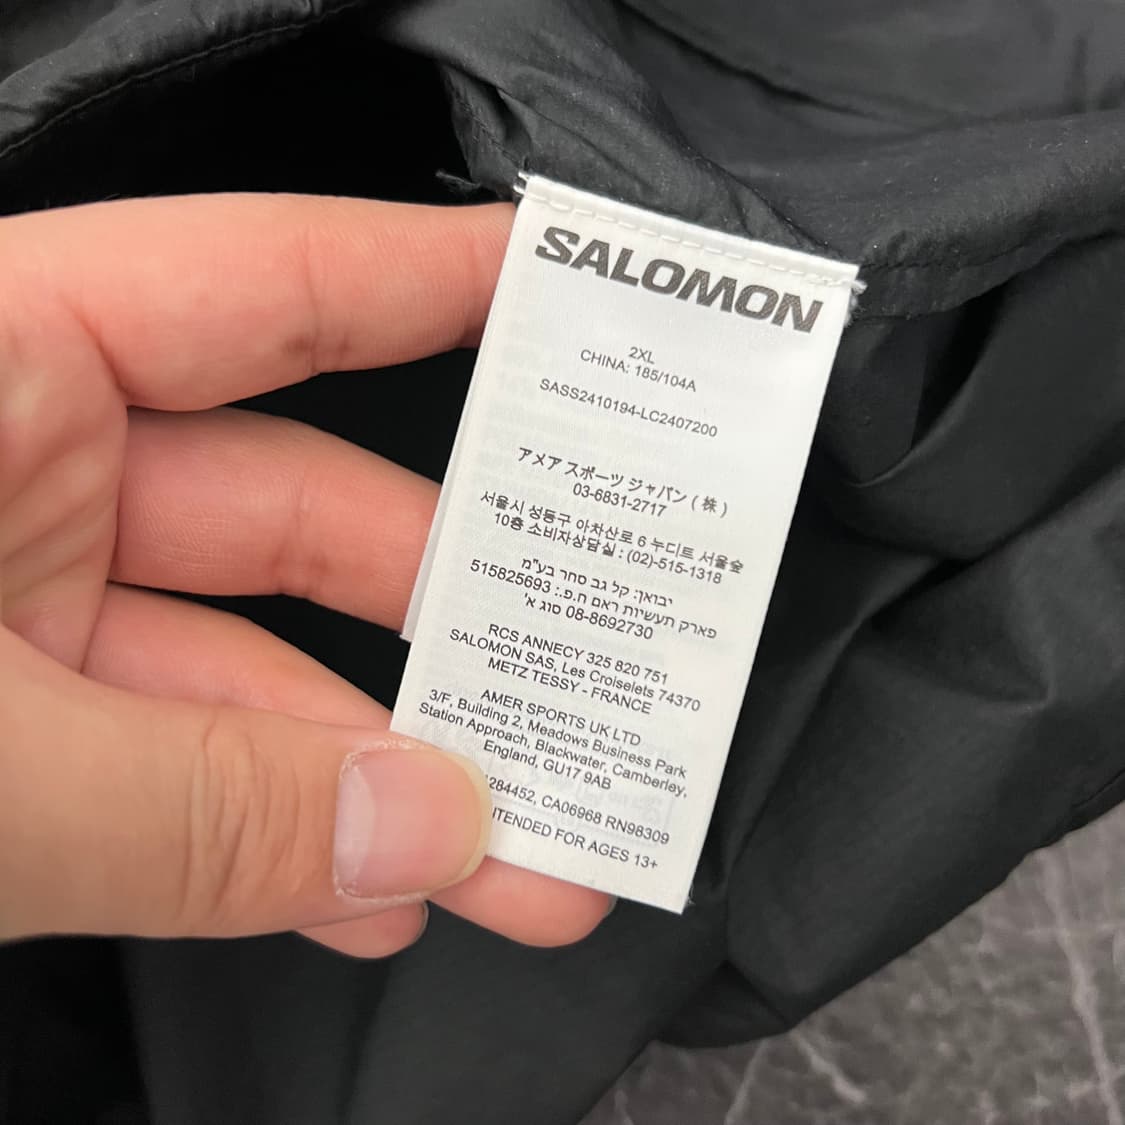 SALOMON
2XL
CHINA: 185/104A
SASS2410194-LC2407200
アメア スポーツ ジャパン ( 株 )
03-6831-2717
서울시 성동구 아차산로 6 누디트 서울숲
10층 소비자상담실 : (02)-515-1318
יבואן: קל גב סחר בע"מ
פארק תעשיות ראם ח.פ.: 515825693
08-8692730 סוג א'
RCS ANNECY 325 820 751
SALOMON SAS, Les Croiselets 74370
METZ TESSY - FRANCE
AMER SPORTS UK LTD
3/F, Building 2, Meadows Business Park
Station Approach, Blackwater, Camberley,
England, GU17 9AB
CA06968 RN98309
FOR AGES 13+